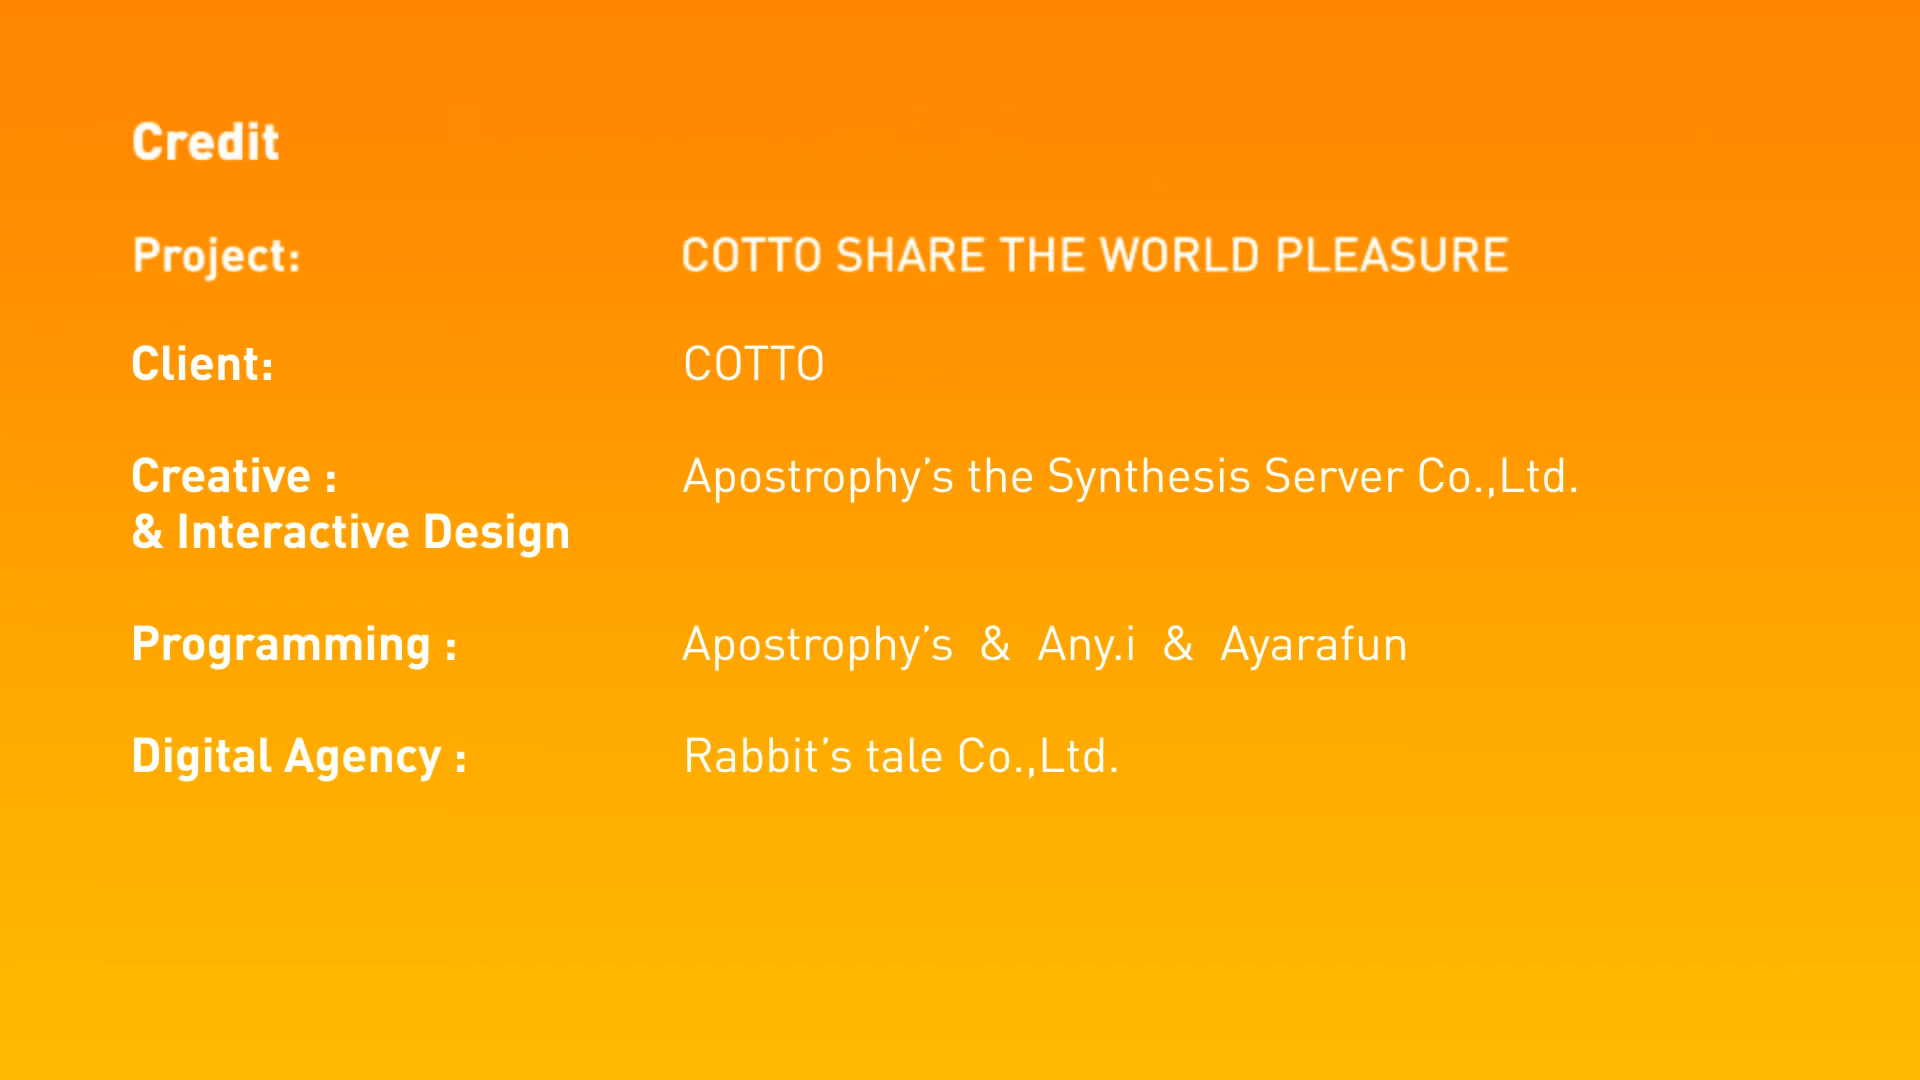 Credit
Project: COTTO SHARE THE WORLD PLEASURE
Client: COTTO
Creative : Apostrophy’s the Synthesis Server Co.,Ltd.
& Interactive Design
Programming : Apostrophy’s & Any.i & Ayarafun
Digital Agency : Rabbit’s tale Co.,Ltd.